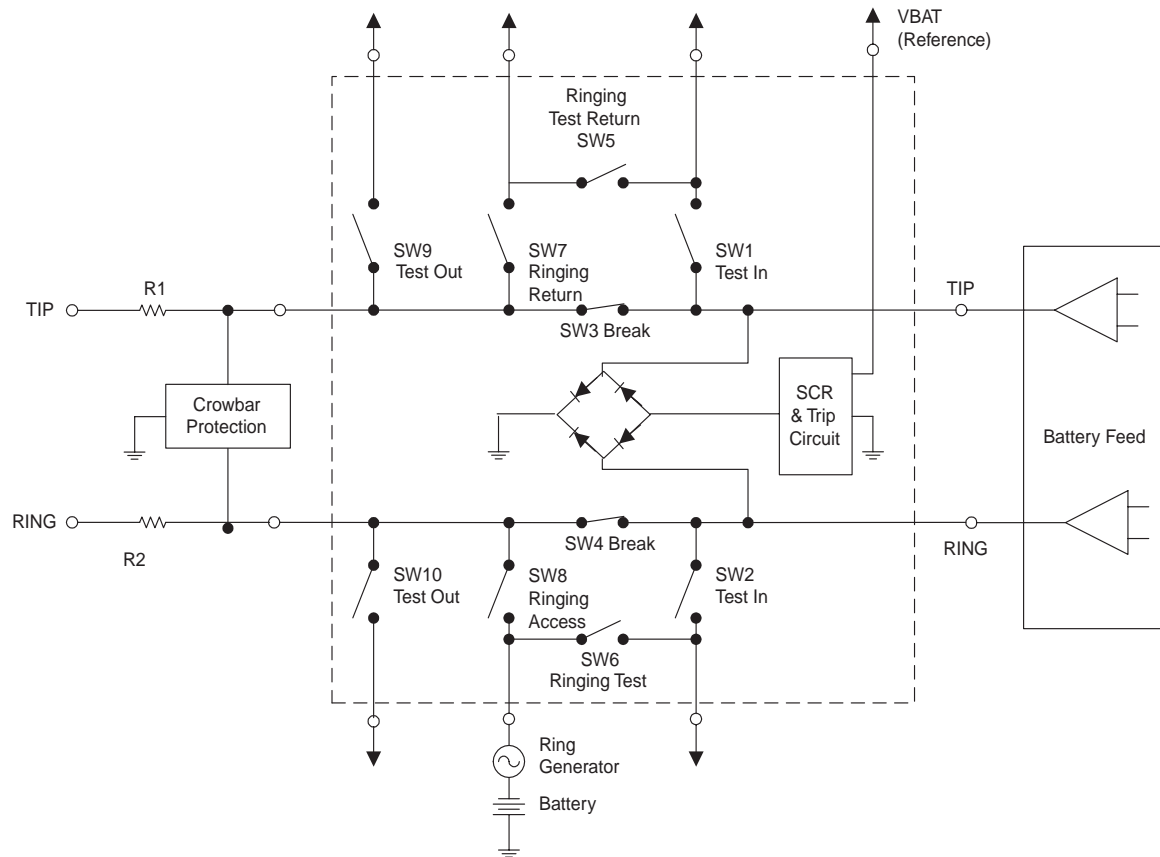 VBAT
(Reference)
Ringing
Test Return
SW5
SW9
Test Out
SW7
Ringing
Return
SW1
Test In
R1
TIP
TIP
SW3 Break
Crowbar
Protection
SCR
& Trip
Circuit
Battery Feed
RING
R2
SW4 Break
RING
SW10
Test Out
SW8
Ringing
Access
SW2
Test In
SW6
Ringing Test
Ring
Generator
Battery